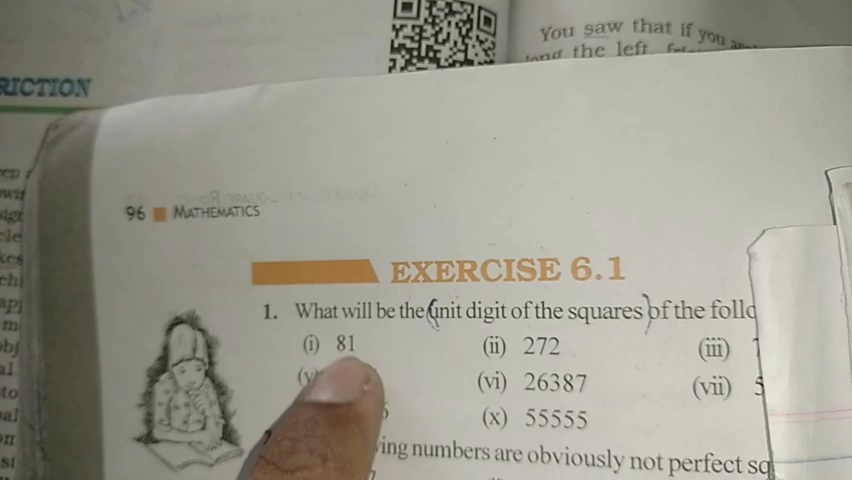 RICTION
You saw that if you
the left
96 MATHEMATICS
EXERCISE 6.1
1. What will be the unit digit of the squares of the
(i) 81 (ii) 272 (iii)
(vi) 26387 (vii) 5
(x) 55555
ing numbers are obviously not perfect sq